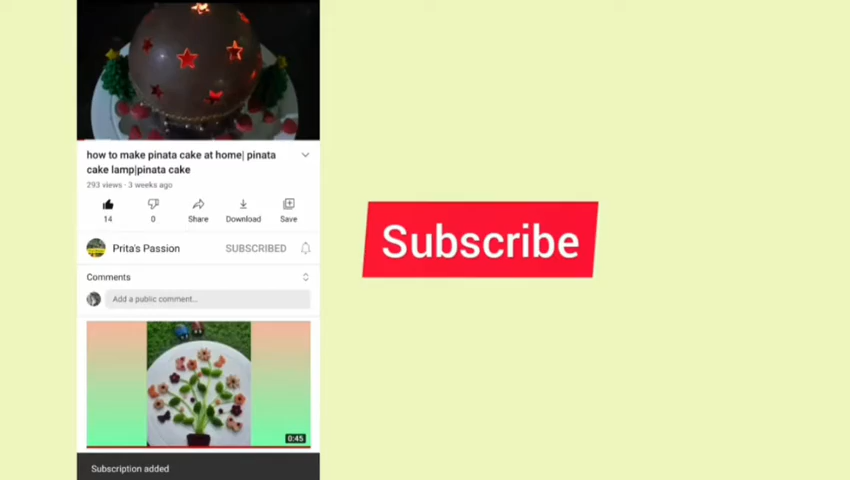 how to make pinata cake at home| pinata
cake lamp|pinata cake
293 views · 3 weeks ago
14
0
Share
Download
Save
Prita's Passion
SUBSCRIBED
Comments
Add a public comment...
0:45
Subscription added
Subscribe